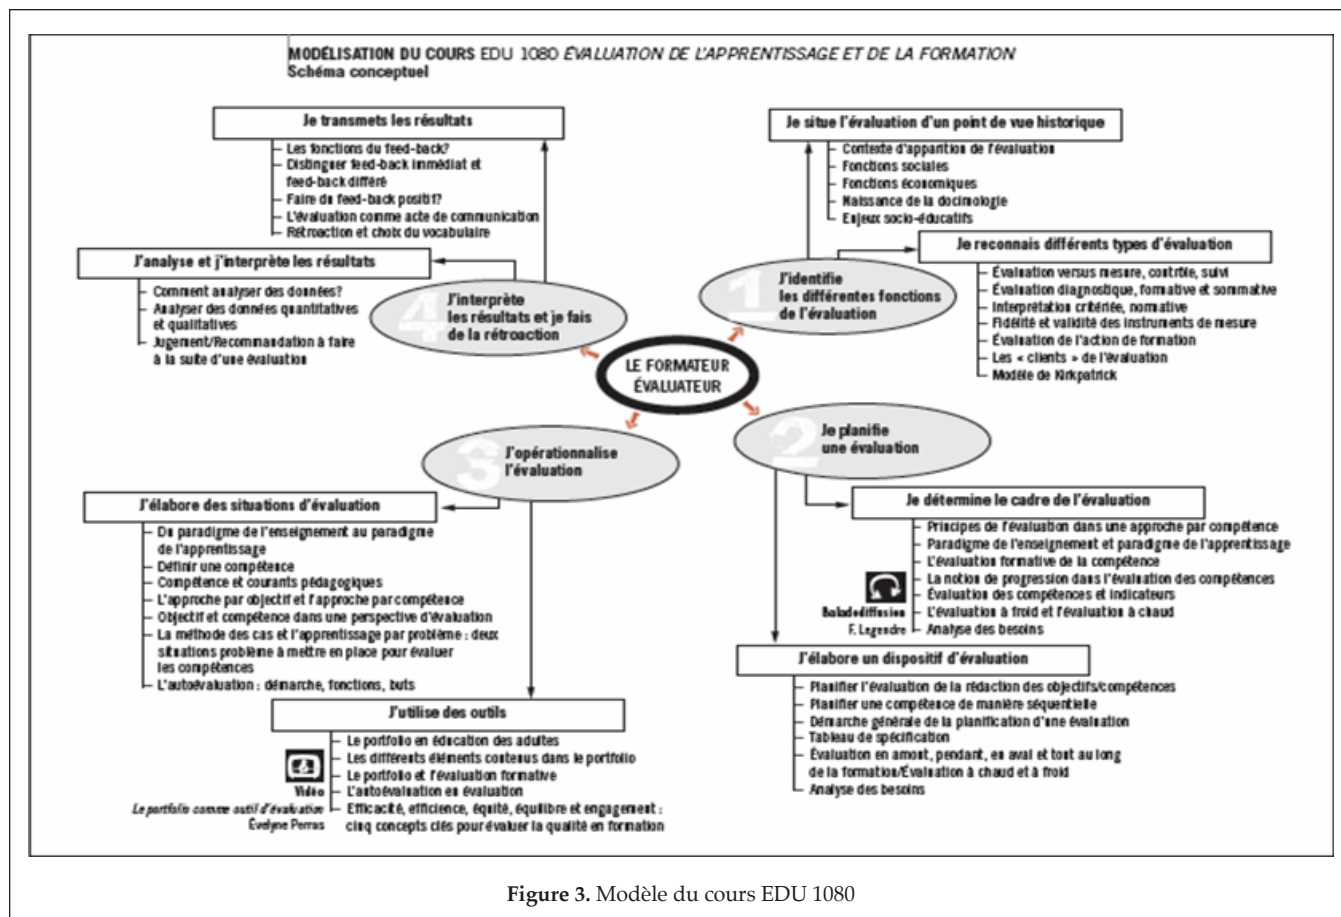 MODÉLISATION DU COURS EDU 1080 ÉVALUATION DE L'APPRENTISSAGE ET DE LA FORMATION
Schéma conceptuel
Je transmets les résultats
– Les fonctions du feed-back?
– Distinguer feed-back immédiat et
feed-back différé
– Faire du feed-back positif?
– L'évaluation comme acte de communication
– Rétroaction et choix du vocabulaire
J'analyse et j'interprète les résultats
– Comment analyser des données?
– Analyser des données quantitatives
et qualitatives
– Jugement/Recommandation à faire
à la suite d'une évaluation
4
J'interprète
les résultats et je fais
de la rétroaction
Je situe l'évaluation d'un point de vue historique
– Contexte d'apparition de l'évaluation
– Fonctions sociales
– Fonctions économiques
– Naissance de la docimologie
– Enjeux socio-éducatifs
1
J'identifie
les différentes fonctions
de l'évaluation
Je reconnais différents types d'évaluation
– Évaluation versus mesure, contrôle, suivi
– Évaluation diagnostique, formative et sommative
– Interprétation critériée, normative
– Fidélité et validité des instruments de mesure
– Évaluation de l'action de formation
– Les « clients » de l'évaluation
– Modèle de Kirkpatrick
LE FORMATEUR
ÉVALUATEUR
3
J'opérationnalise
l'évaluation
2
Je planifie
une évaluation
J'élabore des situations d'évaluation
– Du paradigme de l'enseignement au paradigme
de l'apprentissage
– Définir une compétence
– Compétence et courants pédagogiques
– L'approche par objectif et l'approche par compétence
– Objectif et compétence dans une perspective d'évaluation
– La méthode des cas et l'apprentissage par problème : deux
situations problème à mettre en place pour évaluer
les compétences
– L'autoévaluation : démarche, fonctions, buts
J'utilise des outils
– Le portfolio en éducation des adultes
– Les différents éléments contenus dans le portfolio
– Le portfolio et l'évaluation formative
– L'autoévaluation en évaluation
– Efficacité, efficience, équité, équilibre et engagement :
cinq concepts clés pour évaluer la qualité en formation
Vidéo
Le portfolio comme outil d'évaluation
Évelyne Perras
Je détermine le cadre de l'évaluation
– Principes de l'évaluation dans une approche par compétence
– Paradigme de l'enseignement et paradigme de l'apprentissage
– L'évaluation formative de la compétence
– La notion de progression dans l'évaluation des compétences
– Évaluation des compétences et indicateurs
– L'évaluation à froid et l'évaluation à chaud
– Analyse des besoins
Baladodiffusion
F. Legendre
J'élabore un dispositif d'évaluation
– Planifier l'évaluation de la rédaction des objectifs/compétences
– Planifier une compétence de manière séquentielle
– Démarche générale de la planification d'une évaluation
– Tableau de spécification
– Évaluation en amont, pendant, en aval et tout au long
de la formation/Évaluation à chaud et à froid
– Analyse des besoins
Figure 3. Modèle du cours EDU 1080